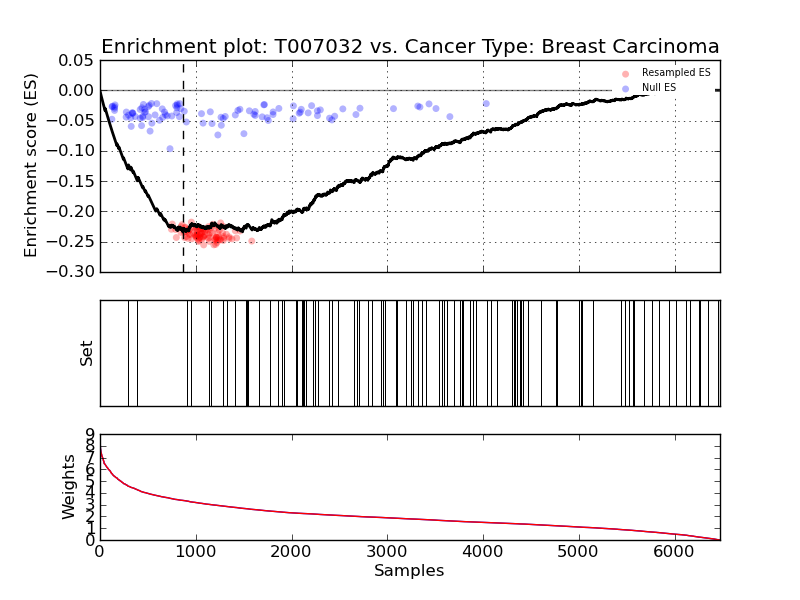 Enrichment plot: T007032 vs. Cancer Type: Breast Carcinoma
Enrichment score (ES)
0.05
0.00
−0.05
−0.10
−0.15
−0.20
−0.25
−0.30
Resampled ES
Null ES
Set
Weights
9
8
7
6
5
4
3
2
1
0
0 1000 2000 3000 4000 5000 6000
Samples